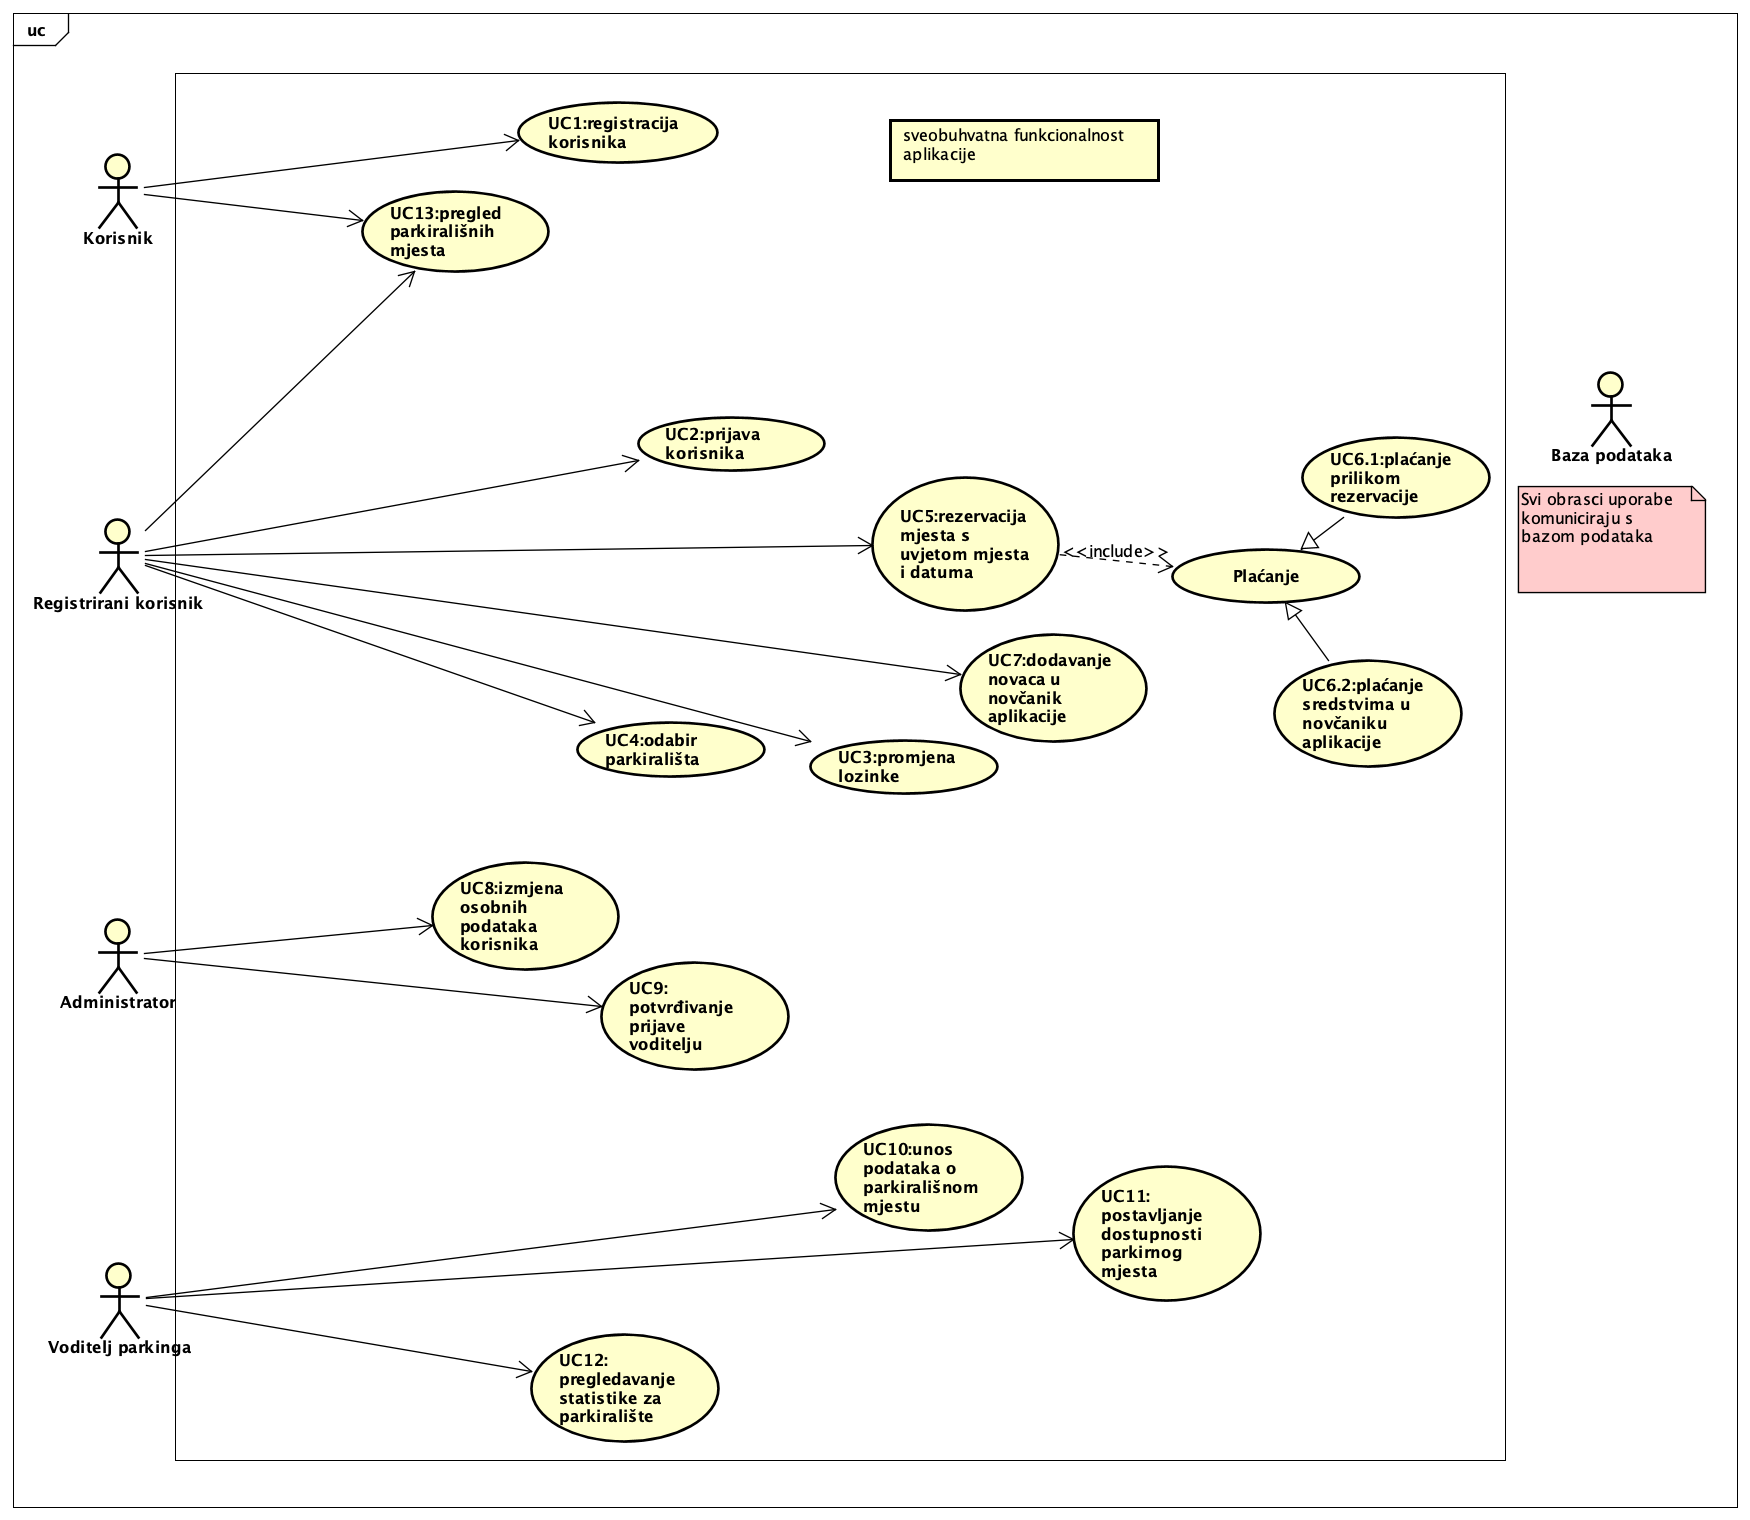 uc
UC1:registracija
korisnika
sveobuhvatna funkcionalnost
aplikacije
Korisnik
UC13:pregled
parkirališnih
mjesta
UC2:prijava
korisnika
Baza podataka
Svi obrasci uporabe
komuniciraju s
bazom podataka
UC6.1:plaćanje
prilikom
rezervacije
UC5:rezervacija
mjesta s
uvjetom mjesta
i datuma
<<include>>
Plaćanje
Registrirani korisnik
UC7:dodavanje
novaca u
novčanik
aplikacije
UC6.2:plaćanje
sredstvima u
novčaniku
aplikacije
UC4:odabir
parkirališta
UC3:promjena
lozinke
UC8:izmjena
osobnih
podataka
korisnika
Administrator
UC9:
potvrđivanje
prijave
voditelju
UC10:unos
podataka o
parkirališnom
mjestu
UC11:
postavljanje
dostupnosti
parkirnog
mjesta
Voditelj parkinga
UC12:
pregledavanje
statistike za
parkiralište